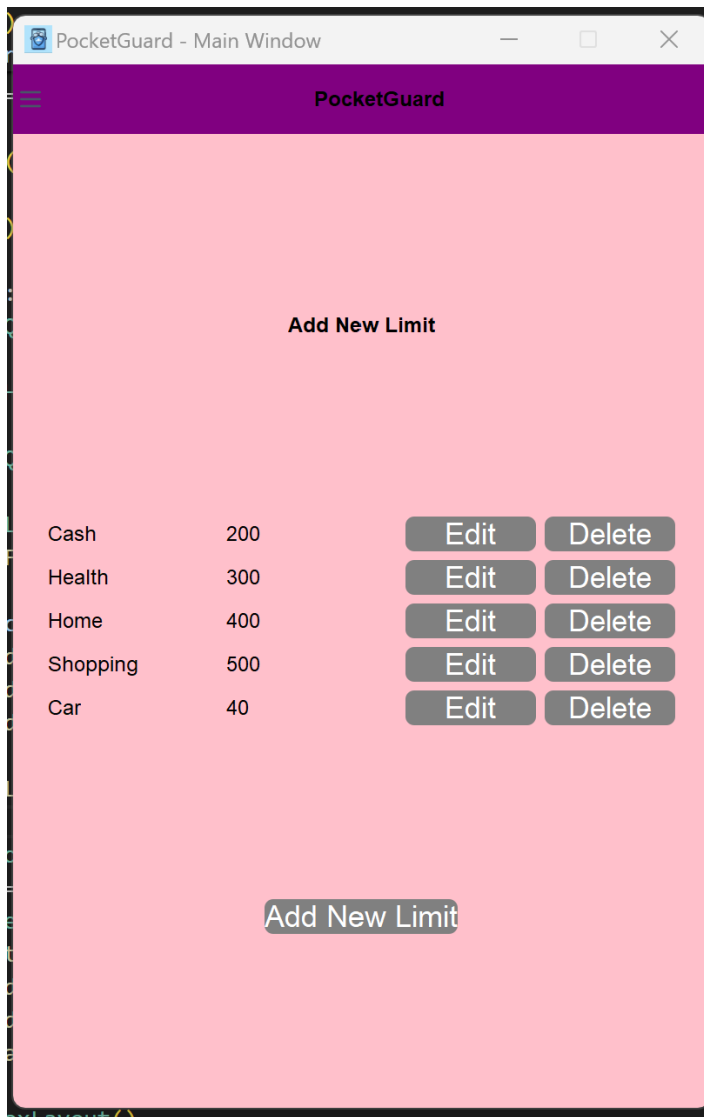 PocketGuard - Main Window
PocketGuard
Add New Limit
Cash 200 Edit Delete
Health 300 Edit Delete
Home 400 Edit Delete
Shopping 500 Edit Delete
Car 40 Edit Delete
Add New Limit